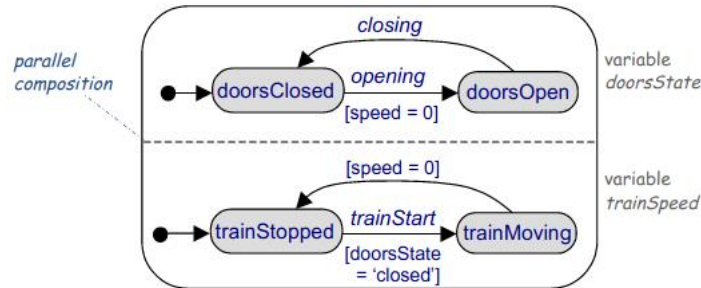 closing
parallel
composition
doorsClosed
opening
[speed = 0]
doorsOpen
variable
doorsState
[speed = 0]
trainStopped
trainStart
[doorsState
= ‘closed’]
trainMoving
variable
trainSpeed